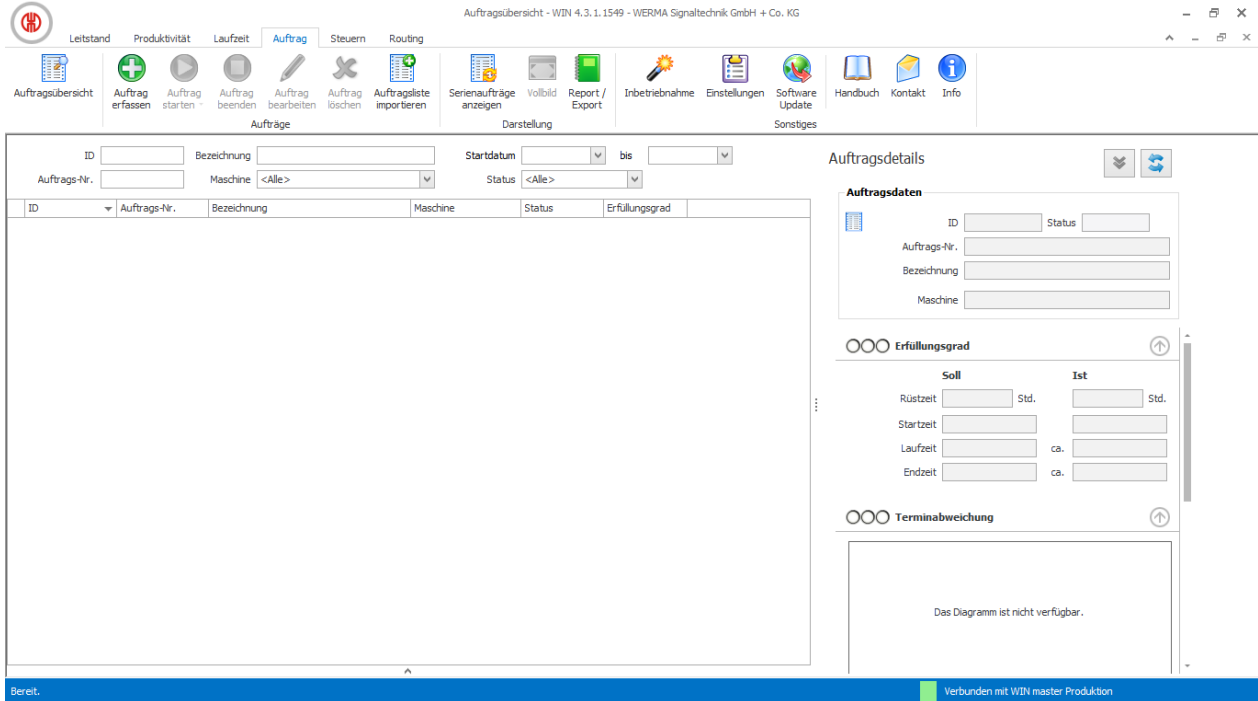 Auftragsübersicht - WIN 4.3.1.1549 - WERMA Signaltechnik GmbH + Co. KG
Leitstand Produktivität Laufzeit Auftrag Steuern Routing
Auftragsübersicht
Auftrag erfassen
Auftrag starten
Auftrag beenden
Auftrag bearbeiten
Auftrag löschen
Auftragsliste importieren
Serienaufträge anzeigen
Vollbild
Report / Export
Inbetriebnahme
Einstellungen
Software Update
Handbuch
Kontakt
Info
Aufträge Darstellung Sonstiges
ID Bezeichnung Startdatum bis
Auftrags-Nr. Maschine <Alle> Status <Alle>
ID Auftrags-Nr. Bezeichnung Maschine Status Erfüllungsgrad
Auftragsdetails
Auftragsdaten
ID Status
Auftrags-Nr.
Bezeichnung
Maschine
Erfüllungsgrad
Soll Ist
Rüstzeit Std. Std.
Startzeit
Laufzeit ca.
Endzeit ca.
Terminabweichung
Das Diagramm ist nicht verfügbar.
Bereit. Verbunden mit WIN master Produktion